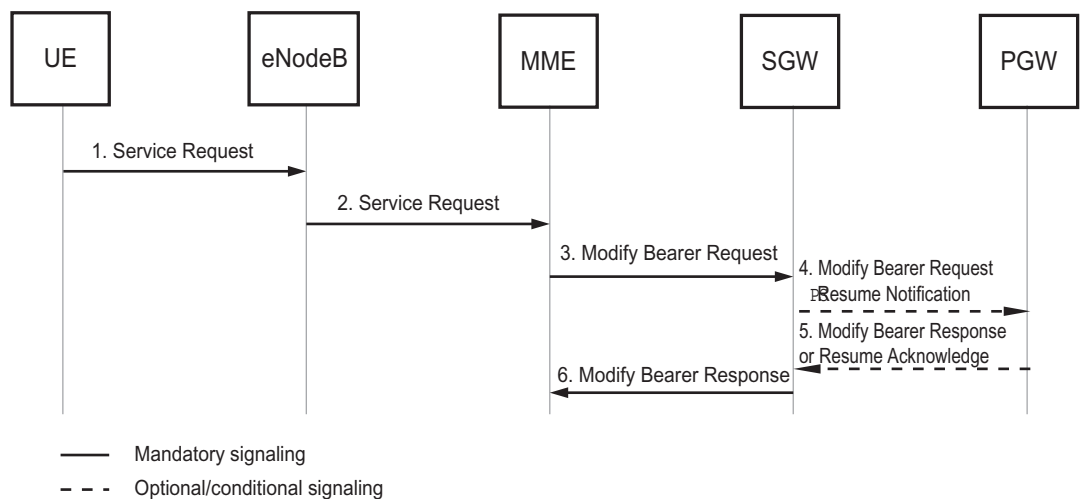 UE
eNodeB
MME
SGW
PGW
1. Service Request
2. Service Request
3. Modify Bearer Request
4. Modify Bearer Request
Resume Notification
5. Modify Bearer Response
or Resume Acknowledge
6. Modify Bearer Response
Mandatory signaling
Optional/conditional signaling